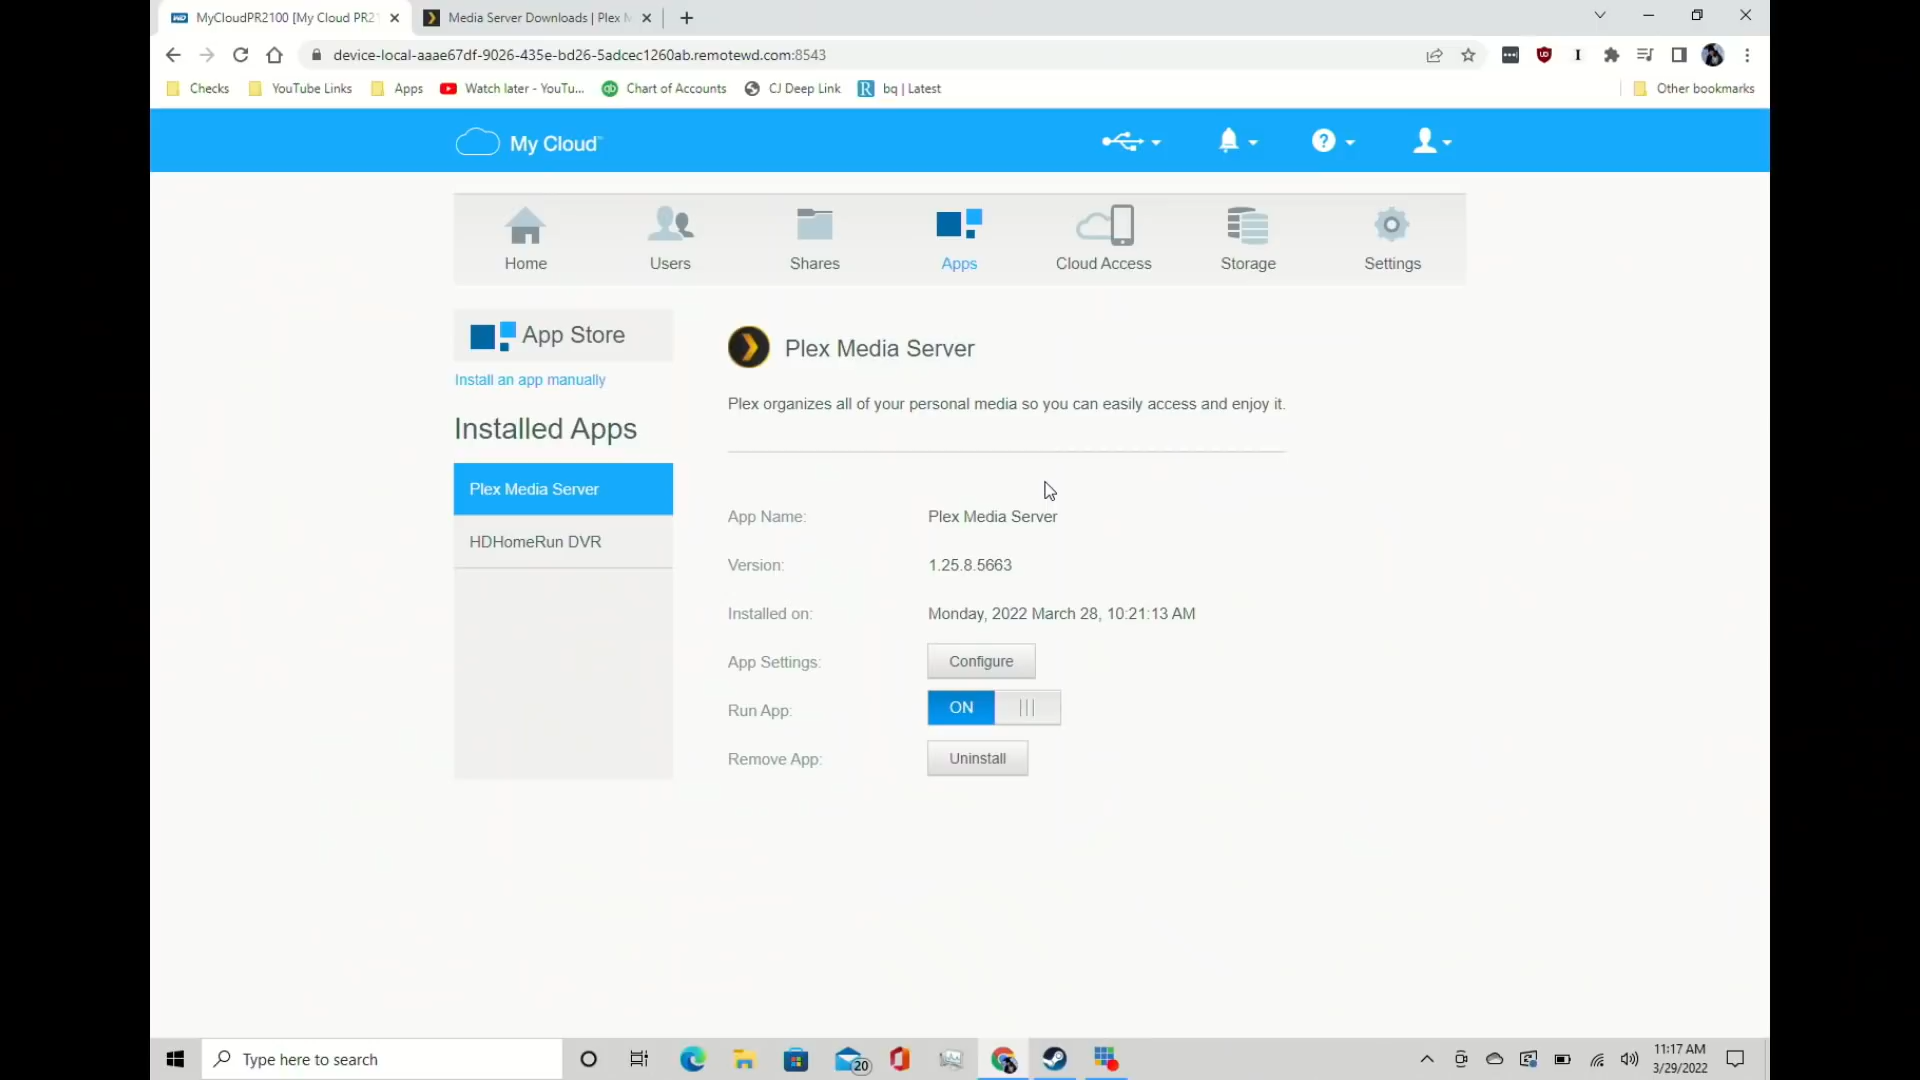 MyCloudPR2100 [My Cloud PR21
Media Server Downloads | Plex M
device-local-aaae67df-9026-435e-bd26-5adcec1260ab.remotewd.com:8543
Checks
YouTube Links
Apps
Watch later - YouTu...
Chart of Accounts
CJ Deep Link
bq | Latest
Other bookmarks
My Cloud
Home
Users
Shares
Apps
Cloud Access
Storage
Settings
App Store
Install an app manually
Installed Apps
Plex Media Server
HDHomeRun DVR
Plex Media Server
Plex organizes all of your personal media so you can easily access and enjoy it.
App Name: Plex Media Server
Version: 1.25.8.5663
Installed on: Monday, 2022 March 28, 10:21:13 AM
App Settings: Configure
Run App: ON
Remove App: Uninstall
Type here to search
20
11:17 AM
3/29/2022